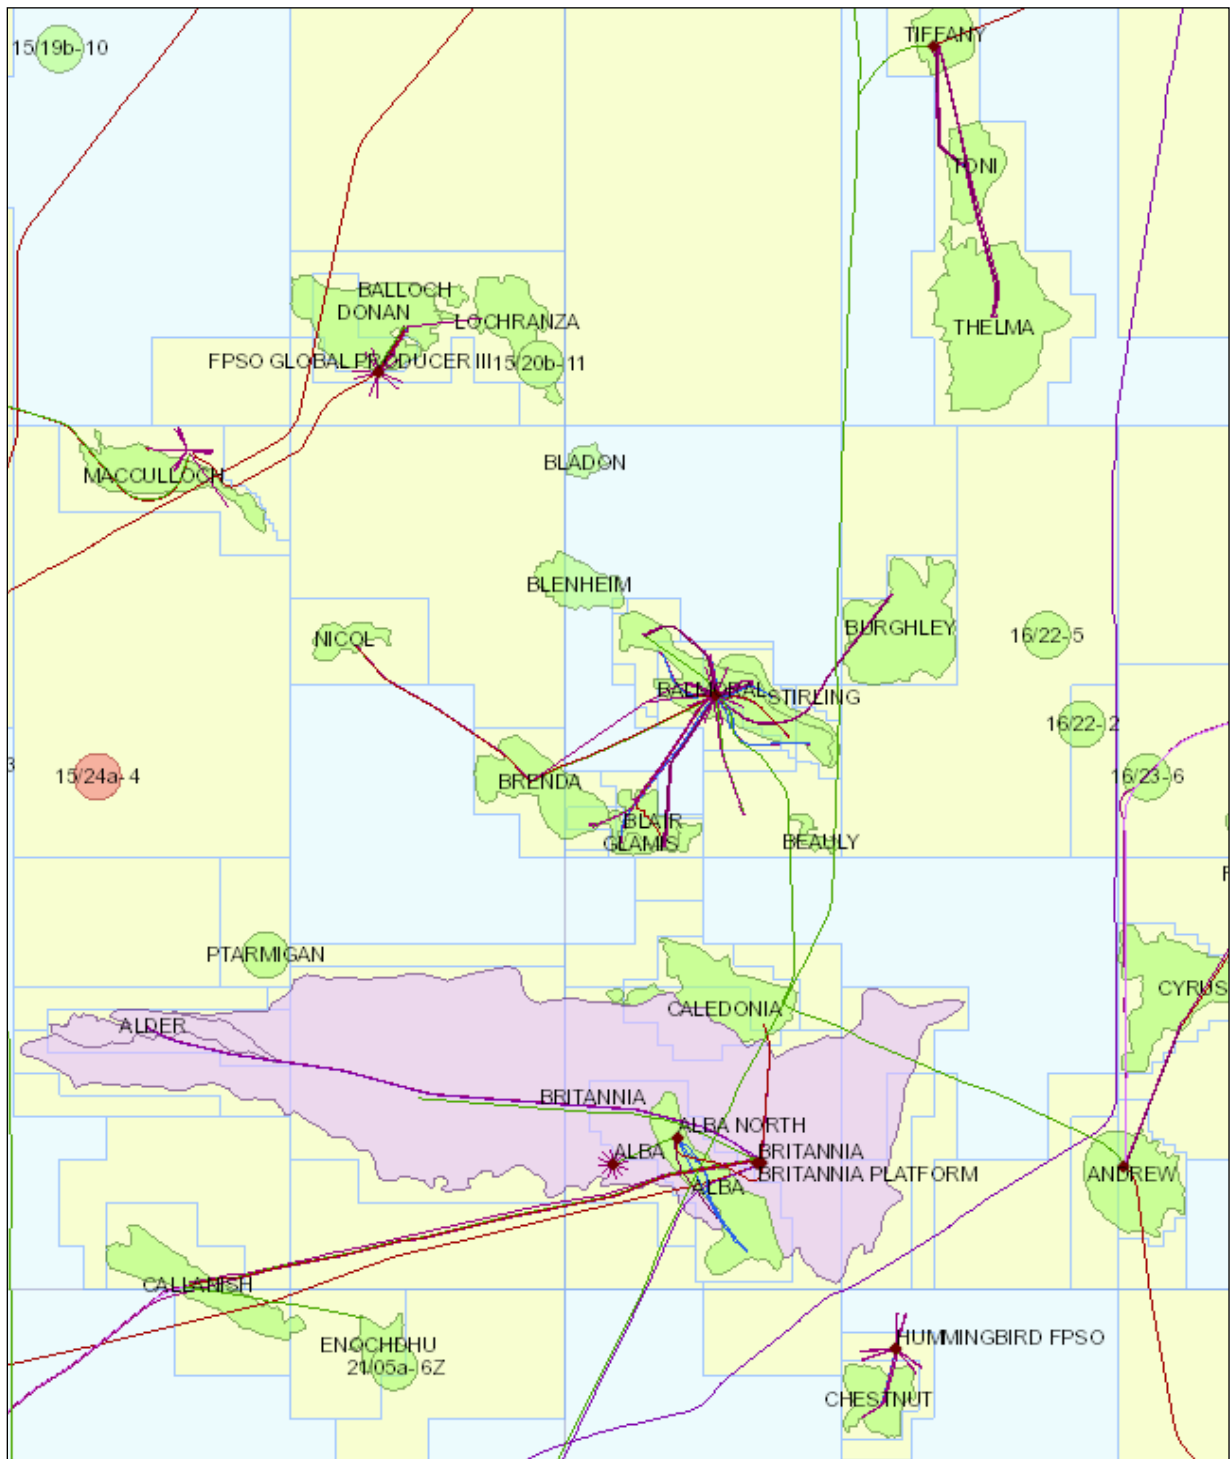 TIFFANY
15/19b-10
TONI
BALLOCH
DONAN
LOCHRANZA
THELMA
FPSO GLOBAL PRODUCER III
15/20b-11
BLADON
MACCULLOCH
BLENHEIM
BURGHLEY
16/22-5
NICOL
BALMORAL
STIRLING
16/22-2
3
15/24a-4
16/23-6
BRENDA
BLAIR
GLAMIS
BEAULY
PTARMIGAN
CYRUS
CALEDONIA
ALDER
BRITANNIA
ALBA NORTH
ALBA
BRITANNIA
BRITANNIA PLATFORM
ANDREW
ALBA
CALLANISH
ENOCHDHU
HUMMINGBIRD FPSO
21/05a-6Z
CHESTNUT